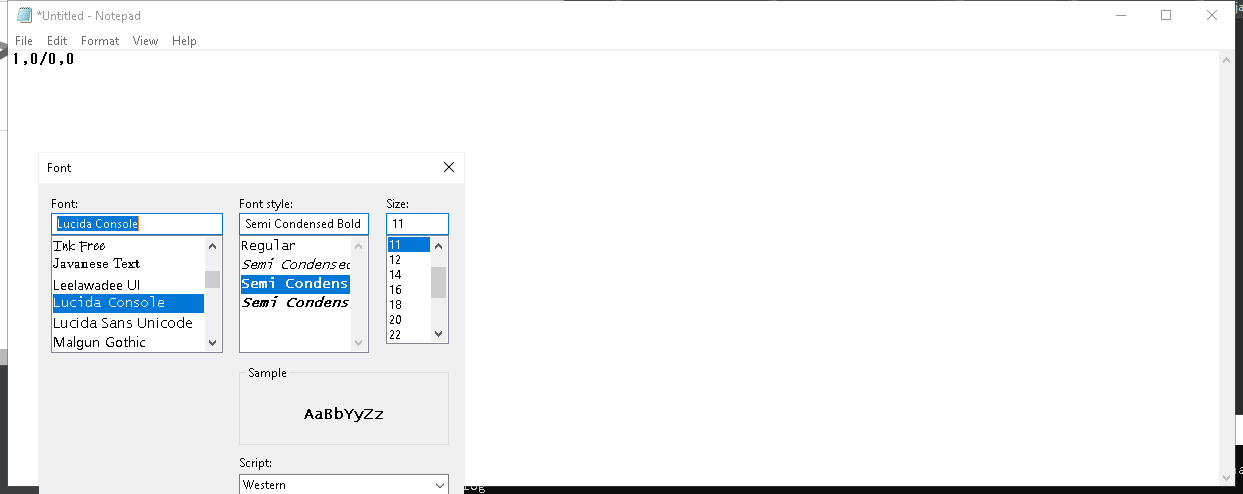 *Untitled - Notepad
File Edit Format View Help
1,0/0,0
Font
Font: Font style: Size:
Lucida Console Semi Condensed Bold 11
Ink Free
Javanese Text
Leelawadee UI
Lucida Console
Lucida Sans Unicode
Malgun Gothic
Regular
Semi Condensed
Semi Condens
Semi Condens
11
12
14
16
18
20
22
Sample
AaBbYyZz
Script:
Western